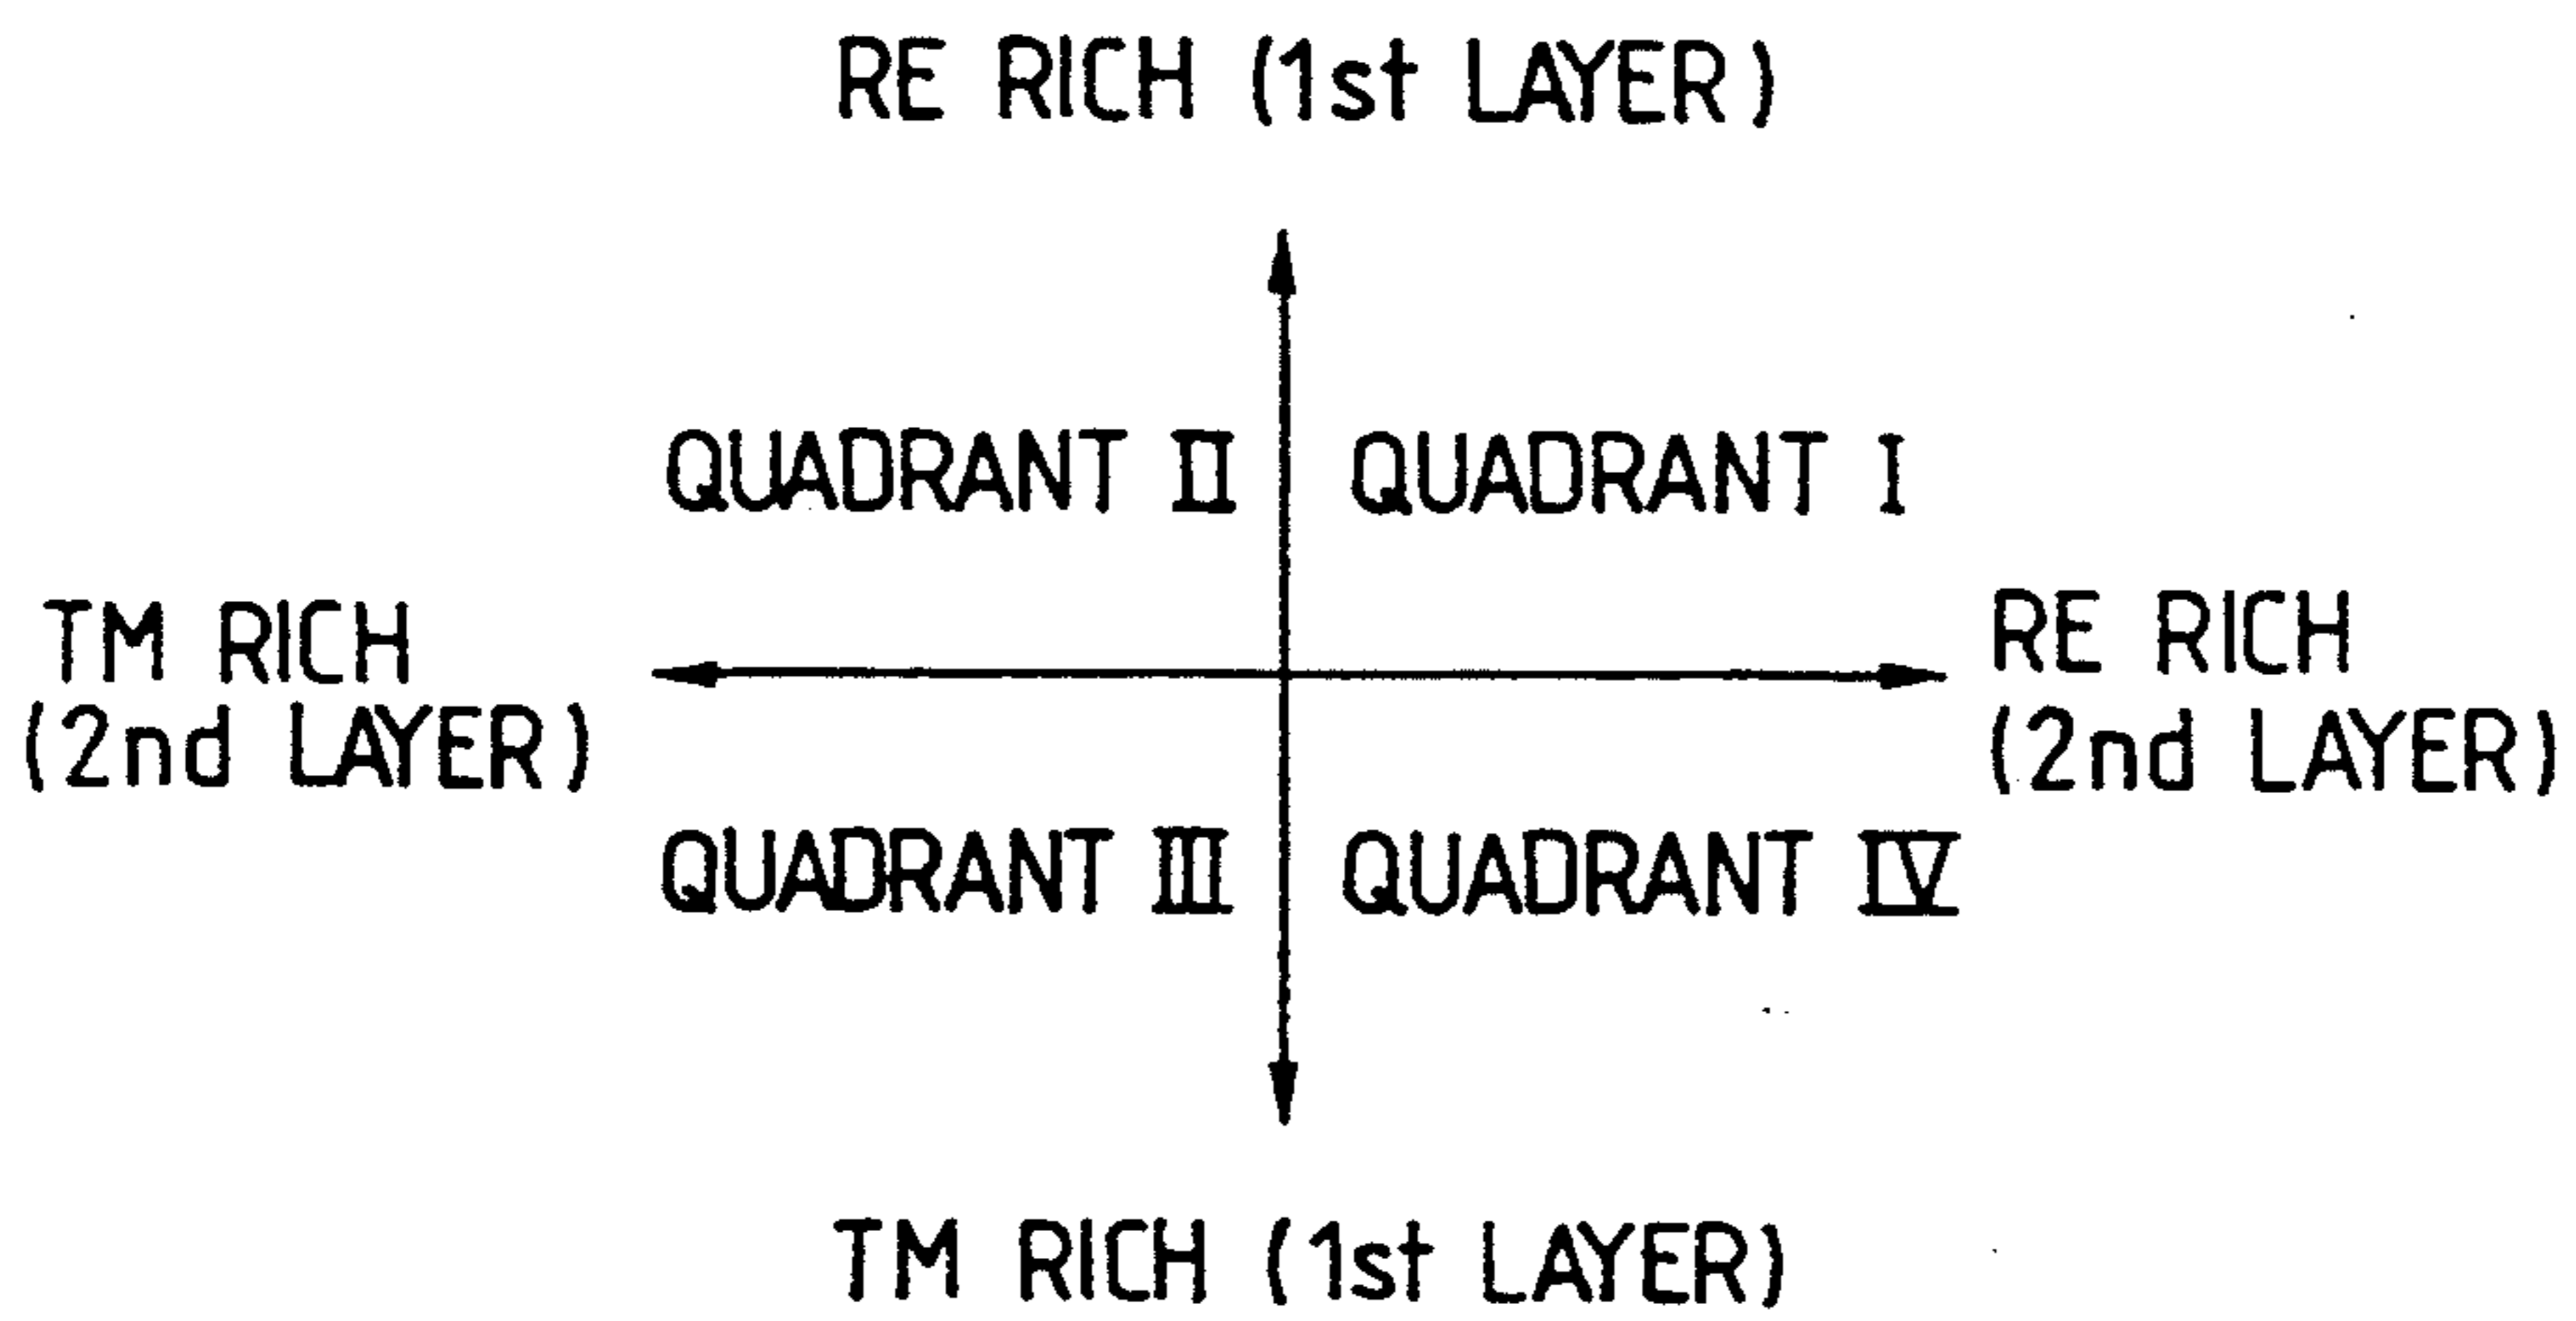 RE RICH (1st LAYER)
QUADRANT II
QUADRANT I
TM RICH
(2nd LAYER)
RE RICH
(2nd LAYER)
QUADRANT III
QUADRANT IV
TM RICH (1st LAYER)